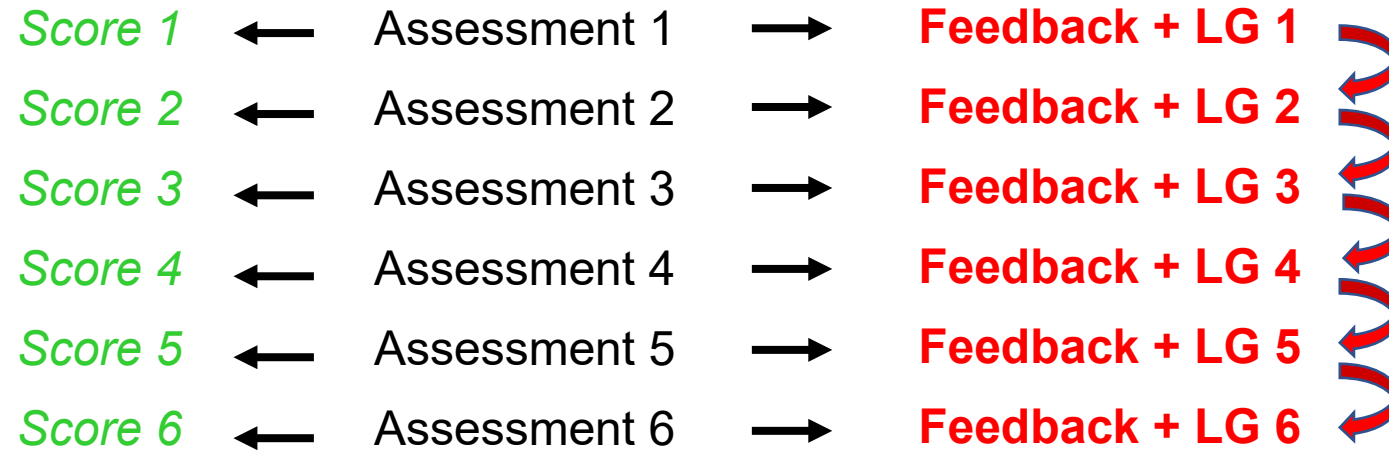 Score 1 Assessment 1 Feedback + LG 1
Score 2 Assessment 2 Feedback + LG 2
Score 3 Assessment 3 Feedback + LG 3
Score 4 Assessment 4 Feedback + LG 4
Score 5 Assessment 5 Feedback + LG 5
Score 6 Assessment 6 Feedback + LG 6